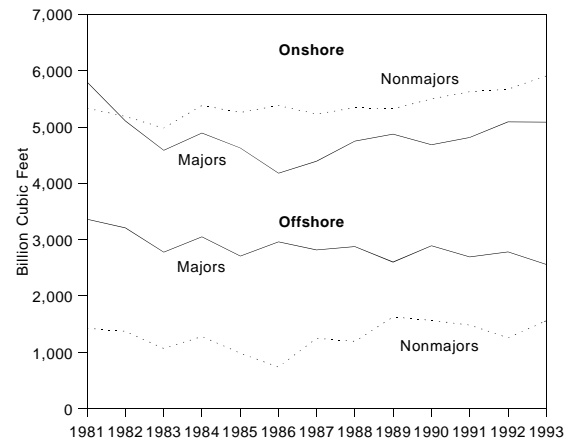 7,000
Onshore
6,000
Nonmajors
5,000
Majors
4,000
Billion Cubic Feet
Offshore
3,000
Majors
2,000
Nonmajors
1,000
0
1981 1982 1983 1984 1985 1986 1987 1988 1989 1990 1991 1992 1993